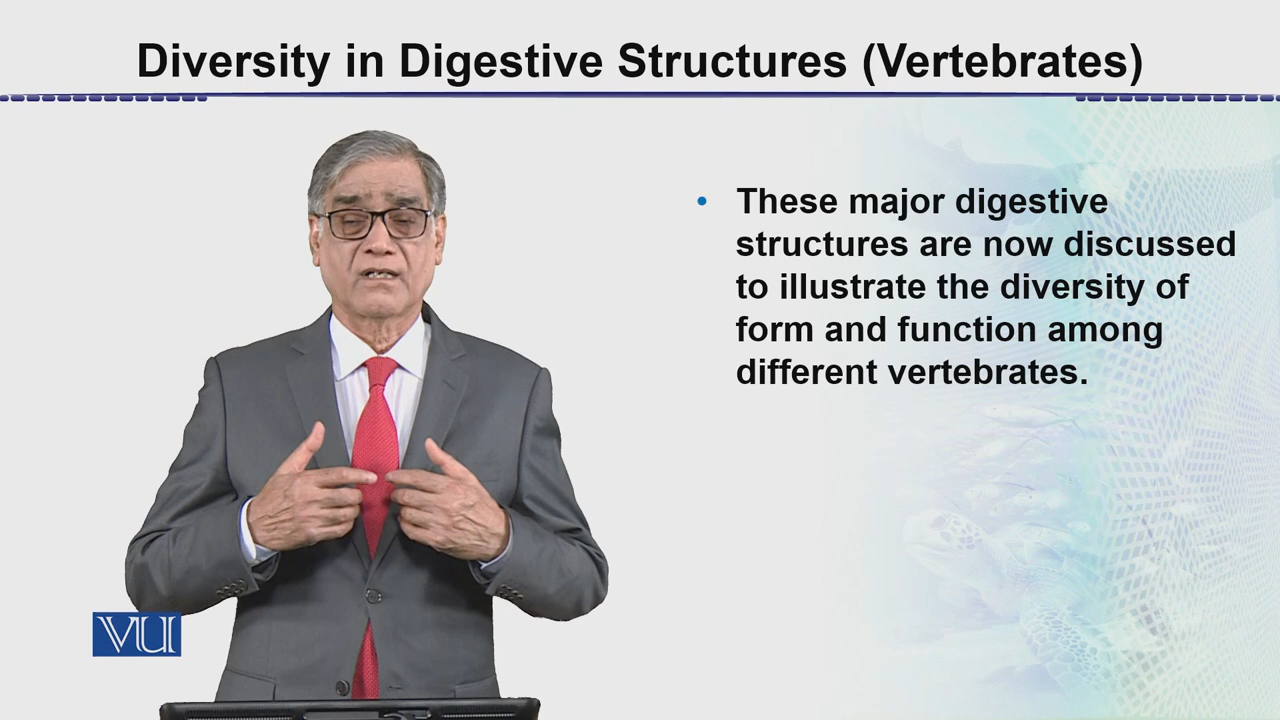 Diversity in Digestive Structures (Vertebrates)
• These major digestive
structures are now discussed
to illustrate the diversity of
form and function among
different vertebrates.
VU